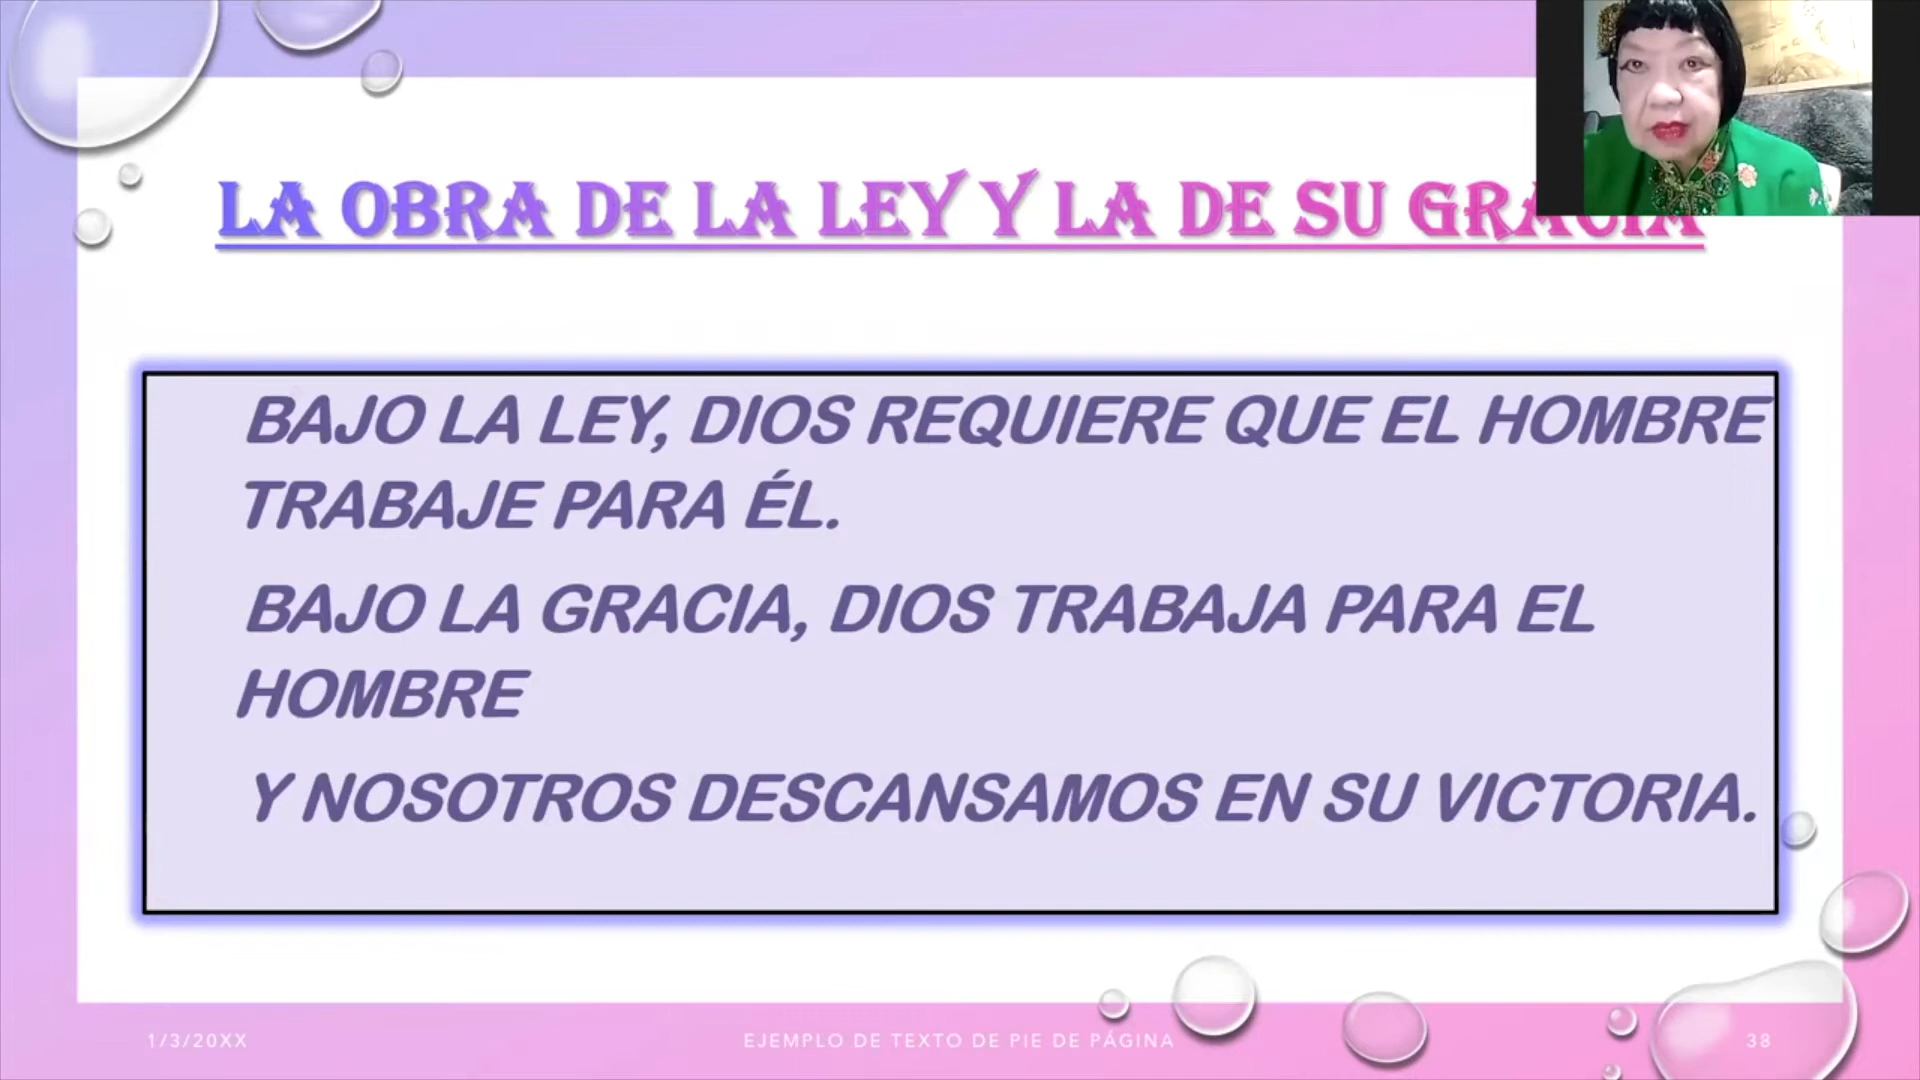 LA OBRA DE LA LEY Y LA DE SU GRACIA
BAJO LA LEY, DIOS REQUIERE QUE EL HOMBRE
TRABAJE PARA ÉL.
BAJO LA GRACIA, DIOS TRABAJA PARA EL
HOMBRE
Y NOSOTROS DESCANSAMOS EN SU VICTORIA.
1/3/20XX
EJEMPLO DE TEXTO DE PIE DE PÁGINA
38